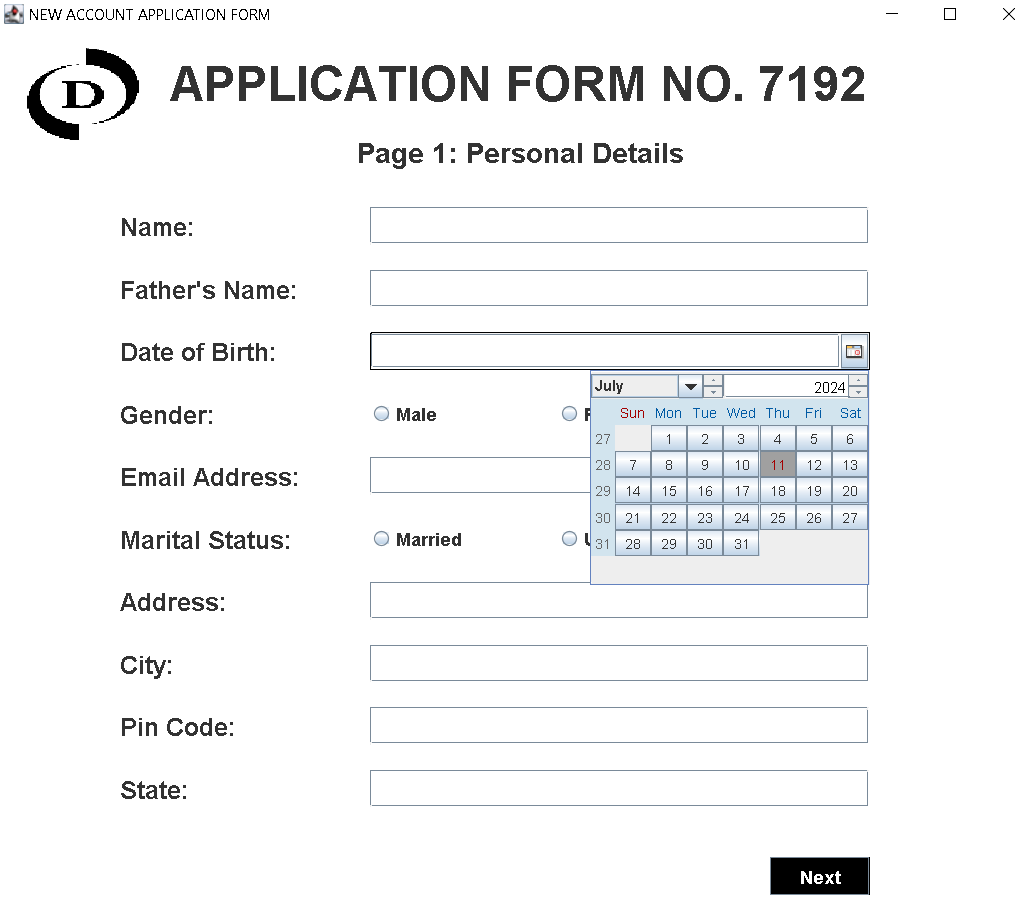 NEW ACCOUNT APPLICATION FORM
D
APPLICATION FORM NO. 7192
Page 1: Personal Details
Name:
Father's Name:
Date of Birth:
July 2024
Sun Mon Tue Wed Thu Fri Sat
27 1 2 3 4 5 6
28 7 8 9 10 11 12 13
29 14 15 16 17 18 19 20
30 21 22 23 24 25 26 27
31 28 29 30 31
Gender: Male
Email Address:
Marital Status: Married
Address:
City:
Pin Code:
State:
Next